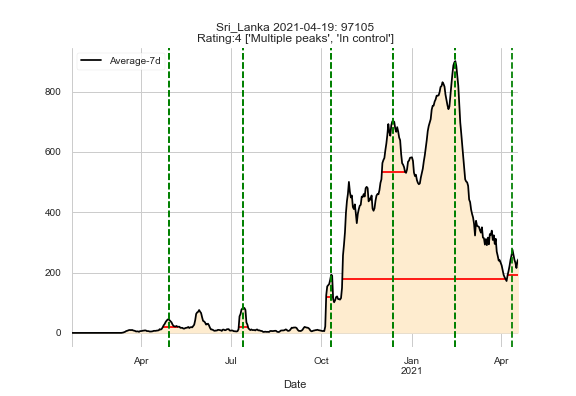 Sri_Lanka 2021-04-19: 97105
Rating:4 ['Multiple peaks', 'In control']
Average-7d
800
600
400
200
0
Apr
Jul
Oct
Jan
2021
Apr
Date